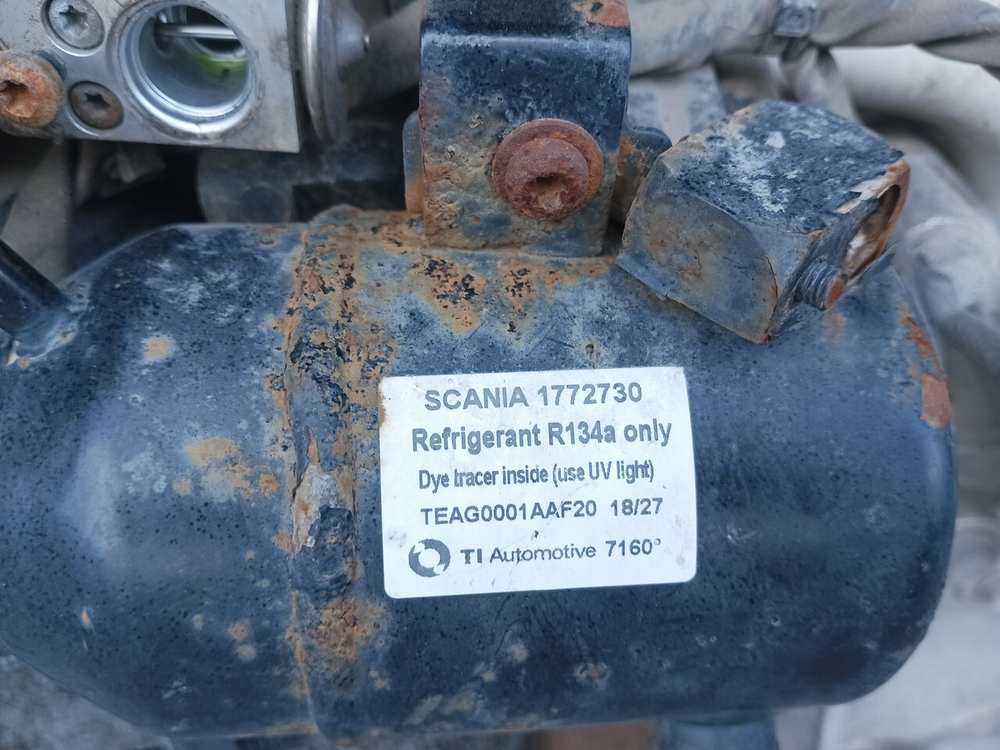 SCANIA 1772730
Refrigerant R134a only
Dye tracer inside (use UV light)
TEAG0001AAF20 18/27
TI Automotive 7160°